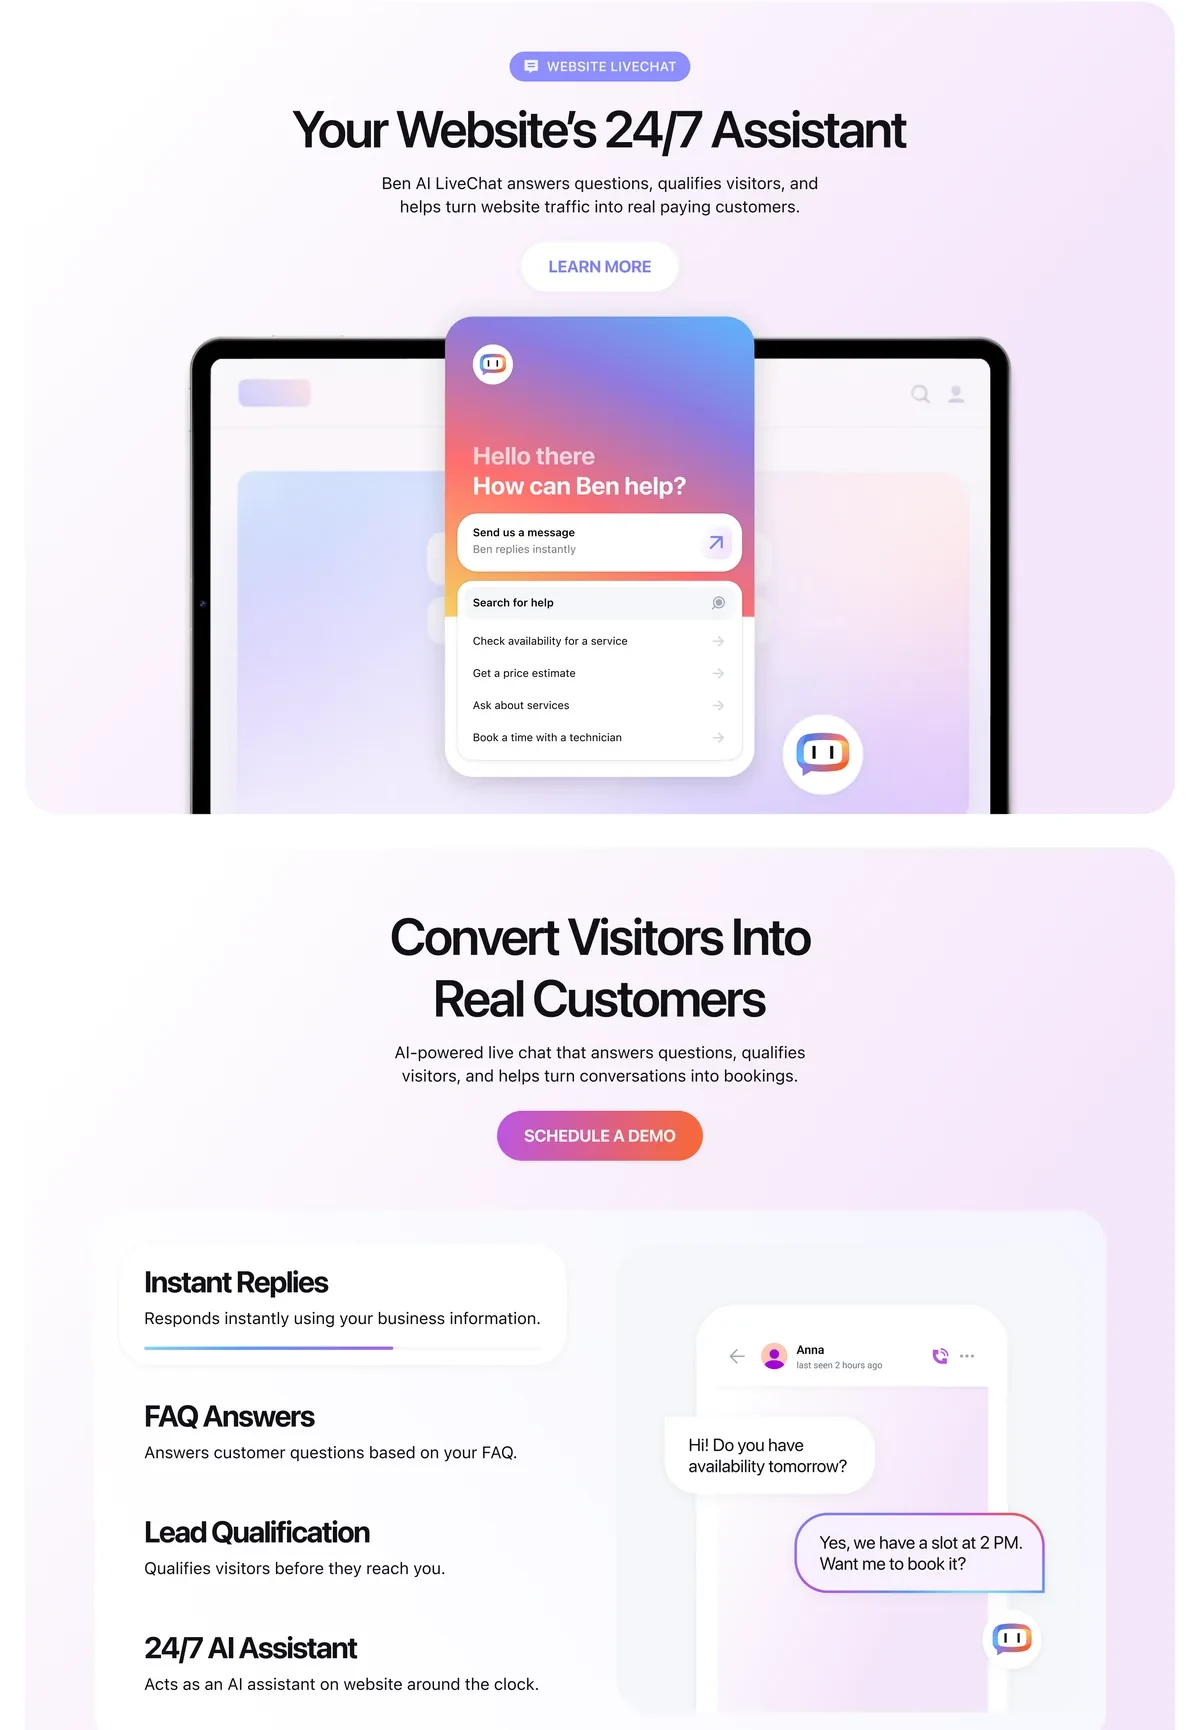 WEBSITE LIVECHAT
Your Website’s 24/7 Assistant
Ben AI LiveChat answers questions, qualifies visitors, and
helps turn website traffic into real paying customers.
LEARN MORE
Hello there
How can Ben help?
Send us a message
Ben replies instantly
Search for help
Check availability for a service
Get a price estimate
Ask about services
Book a time with a technician
Convert Visitors Into
Real Customers
AI-powered live chat that answers questions, qualifies
visitors, and helps turn conversations into bookings.
SCHEDULE A DEMO
Instant Replies
Responds instantly using your business information.
FAQ Answers
Answers customer questions based on your FAQ.
Lead Qualification
Qualifies visitors before they reach you.
24/7 AI Assistant
Acts as an AI assistant on website around the clock.
Anna
last seen 2 hours ago
Hi! Do you have
availability tomorrow?
Yes, we have a slot at 2 PM.
Want me to book it?